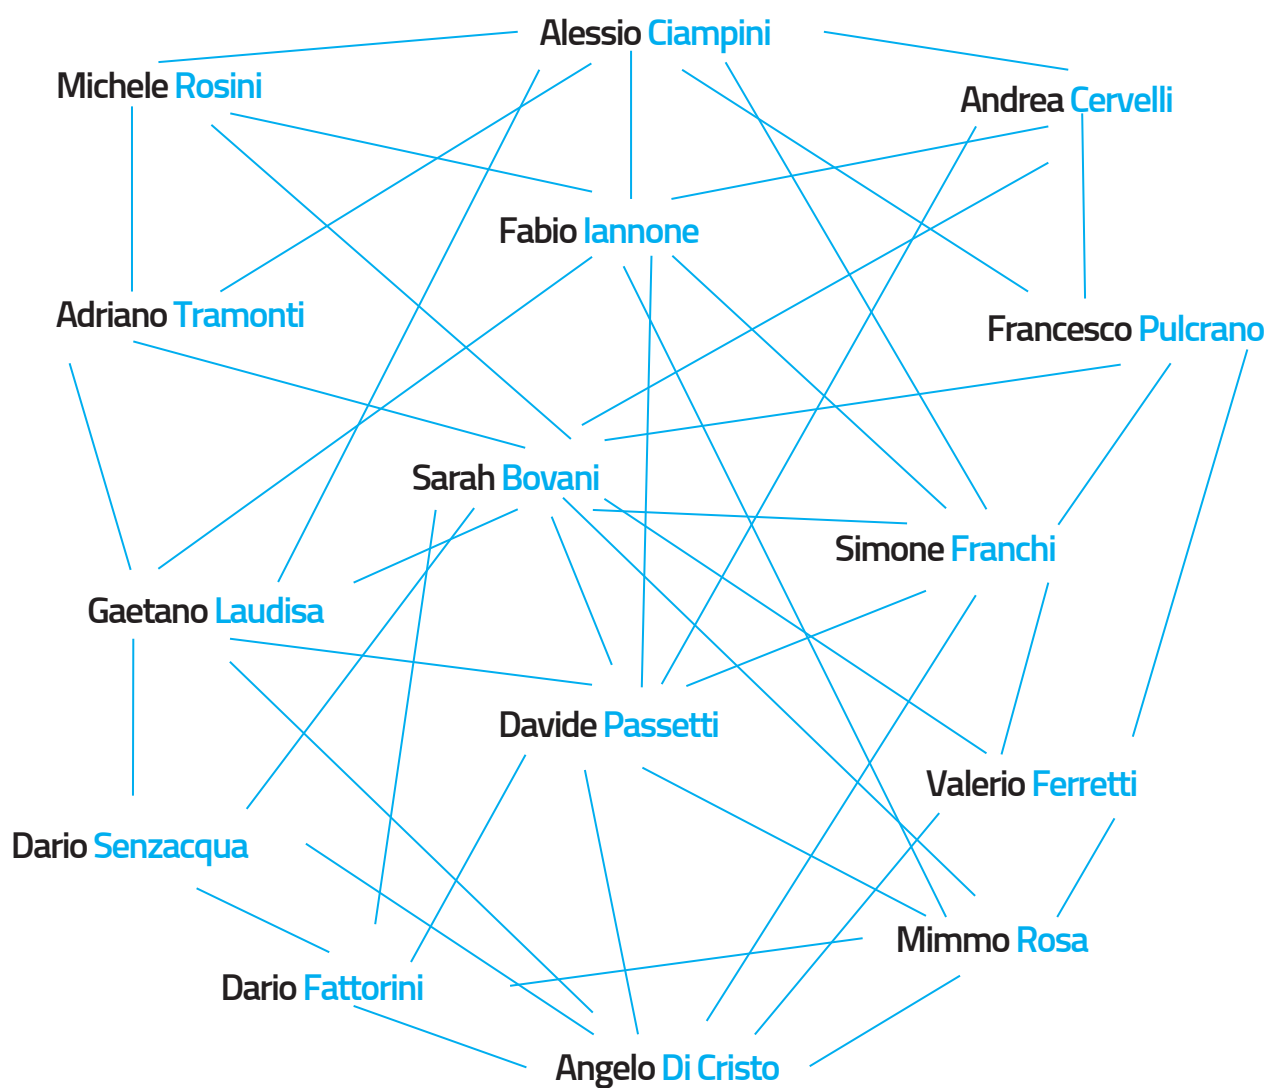 Alessio Ciampini
Michele Rosini
Andrea Cervelli
Fabio Iannone
Adriano Tramonti
Francesco Pulcrano
Sarah Bovani
Simone Franchi
Gaetano Laudisa
Davide Passetti
Valerio Ferretti
Dario Senzacqua
Mimmo Rosa
Dario Fattorini
Angelo Di Cristo